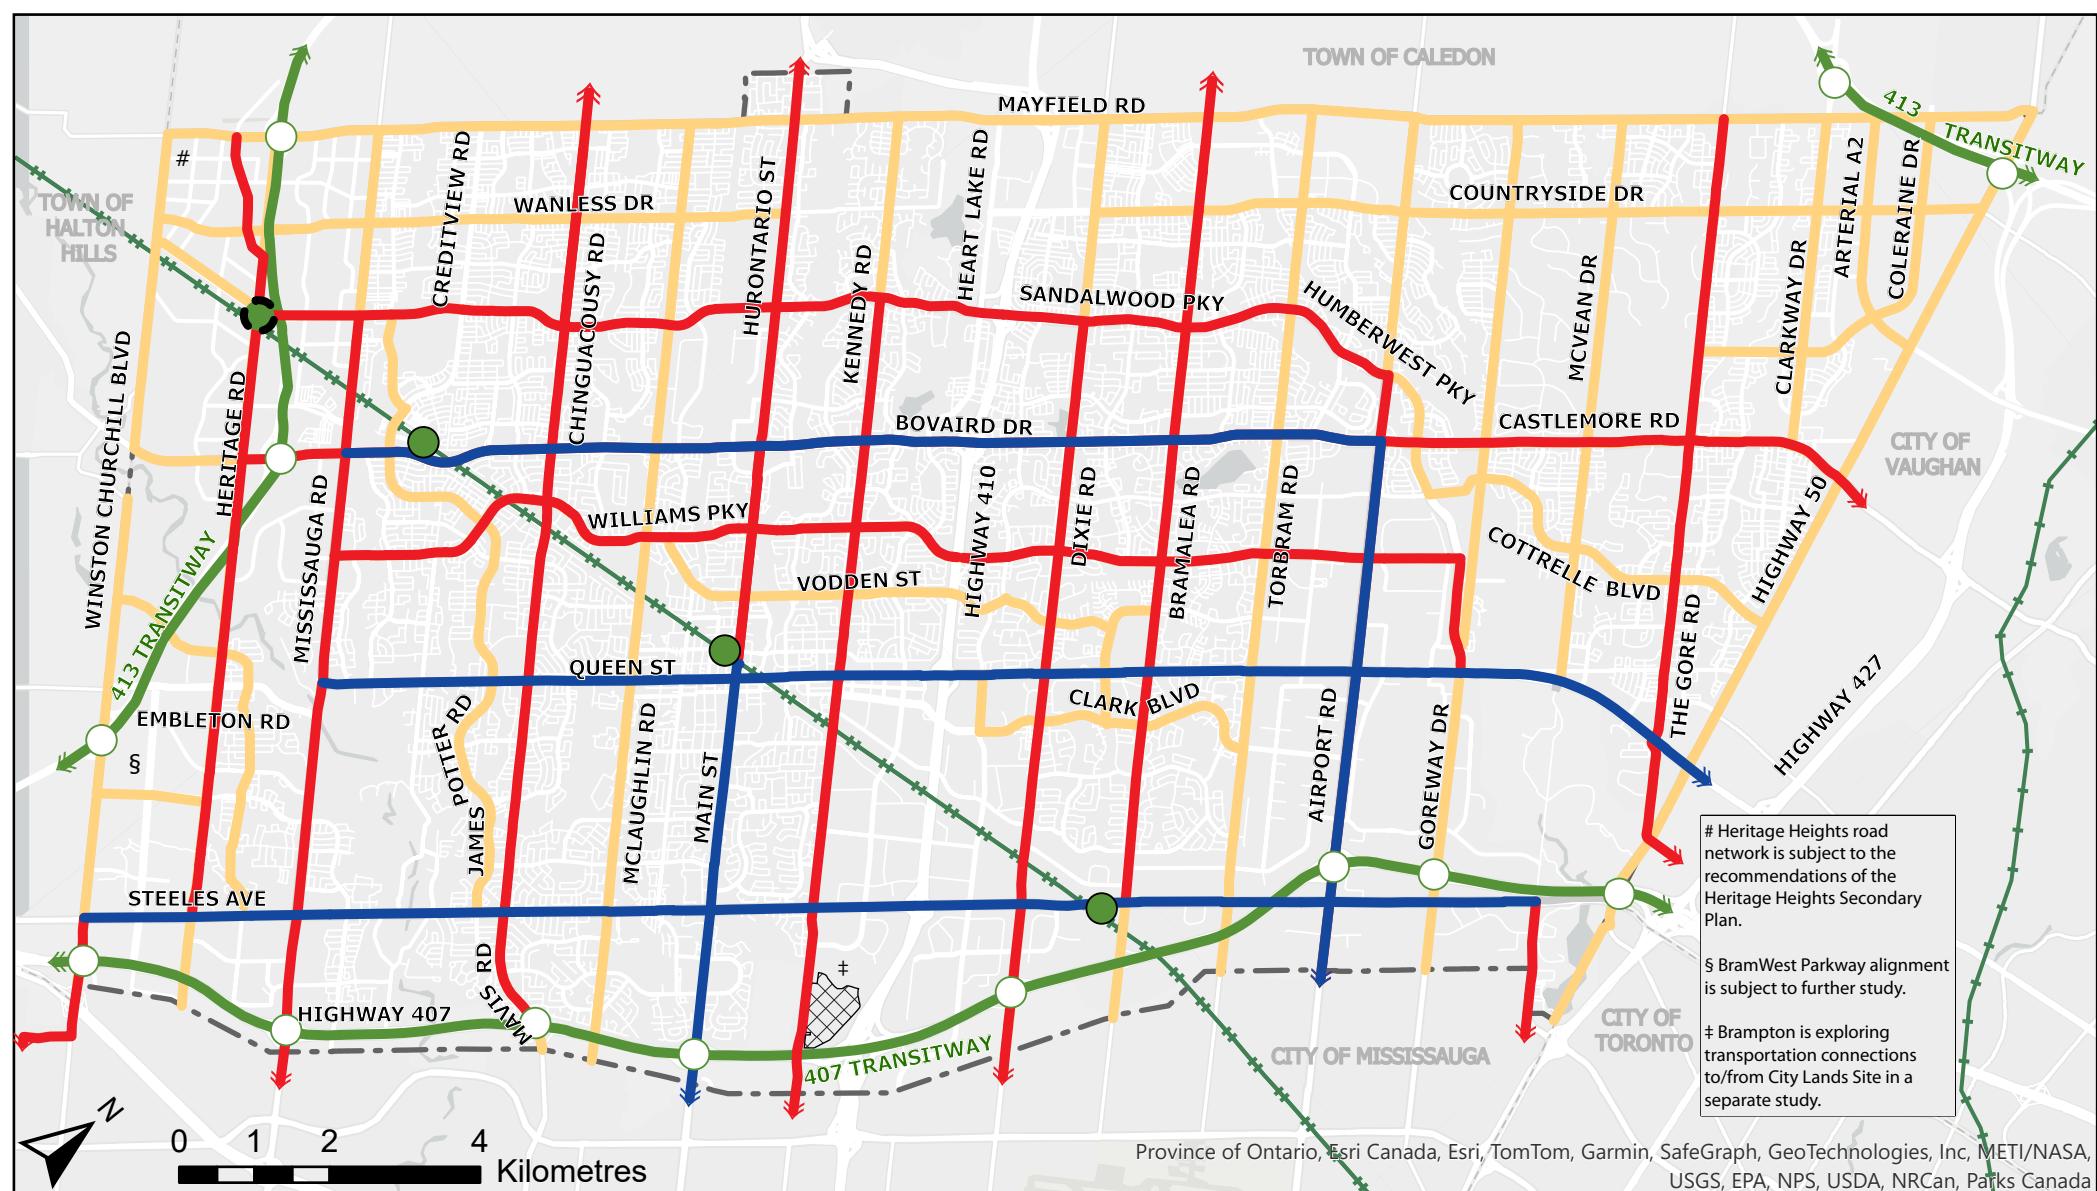 TOWN OF CALEDON
MAYFIELD RD
413
TRANSITWAY
#
TOWN OF
HALTON
HILLS
WANLESS DR
COUNTRYSIDE DR
CREDITVIEW RD
CHINGUACOUSY RD
HURONTARIO ST
KENNEDY RD
HEART LAKE RD
SANDALWOOD PKY
HUMBERWEST PKY
MCVEAN DR
CLARKWAY DR
ARTERIAL A2
COLERAINE DR
WINSTON CHURCHILL BLVD
HERITAGE RD
MISSISSAUGA RD
BOVAIRD DR
CASTLEMORE RD
CITY OF
VAUGHAN
WILLIAMS PKY
VODDEN ST
HIGHWAY 410
DIXIE RD
BRAMALEA RD
TORBRAM RD
COTTRELLE BLVD
HIGHWAY 50
413 TRANSITWAY
QUEEN ST
CLARK BLVD
THE GORE RD
HIGHWAY 427
EMBLETON RD
§
JAMES POTTER RD
MCLAUGHLIN RD
MAIN ST
AIRPORT RD
GOREWAY DR
STEELES AVE
MAVIS RD
‡
HIGHWAY 407
407 TRANSITWAY
CITY OF MISSISSAUGA
CITY OF
TORONTO
# Heritage Heights road
network is subject to the
recommendations of the
Heritage Heights Secondary
Plan.
§ BramWest Parkway alignment
is subject to further study.
‡ Brampton is exploring
transportation connections
to/from City Lands Site in a
separate study.
N
0 1 2 4
Kilometres
Province of Ontario, Esri Canada, Esri, TomTom, Garmin, SafeGraph, GeoTechnologies, Inc, METI/NASA,
USGS, EPA, NPS, USDA, NRCan, Parks Canada